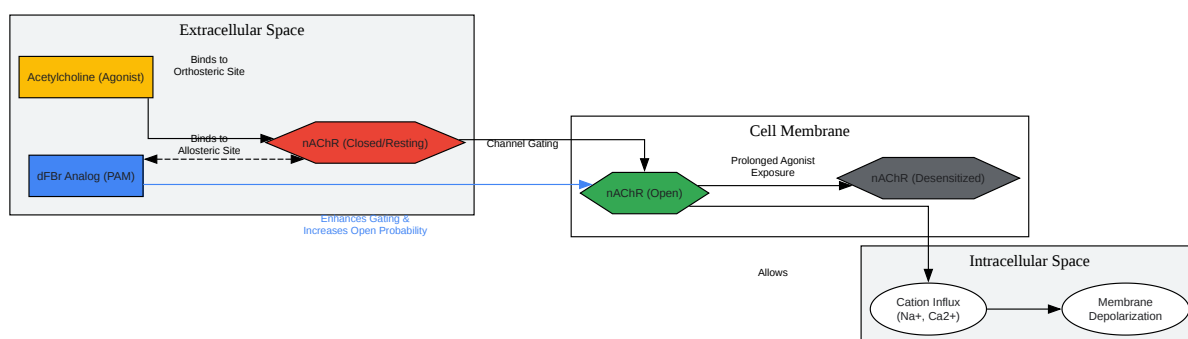 Extracellular Space
Binds to
Orthosteric Site
Acetylcholine (Agonist)
Binds to
Allosteric Site
nAChR (Closed/Resting)
dFBr Analog (PAM)
Enhances Gating &
Increases Open Probability
Channel Gating
Cell Membrane
Prolonged Agonist
Exposure
nAChR (Open)
nAChR (Desensitized)
Allows
Intracellular Space
Cation Influx
(Na+, Ca2+)
Membrane
Depolarization